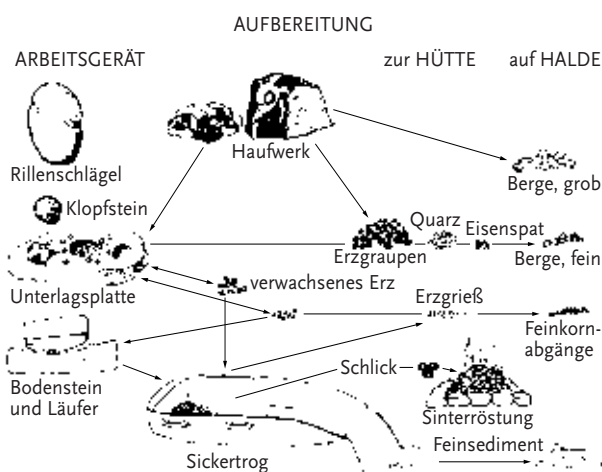 AUFBEREITUNG
ARBEITSGERÄT
zur HÜTTE
auf HALDE
Haufwerk
Rillenschlägel
Berge, grob
Klopfstein
Quarz
Eisenspat
Erzgraupen
Berge, fein
Unterlagsplatte
verwachsenes Erz
Erzgrieß
Feinkorn-
abgänge
Bodenstein
und Läufer
Schlick
Sinterröstung
Feinsediment
Sickertrog